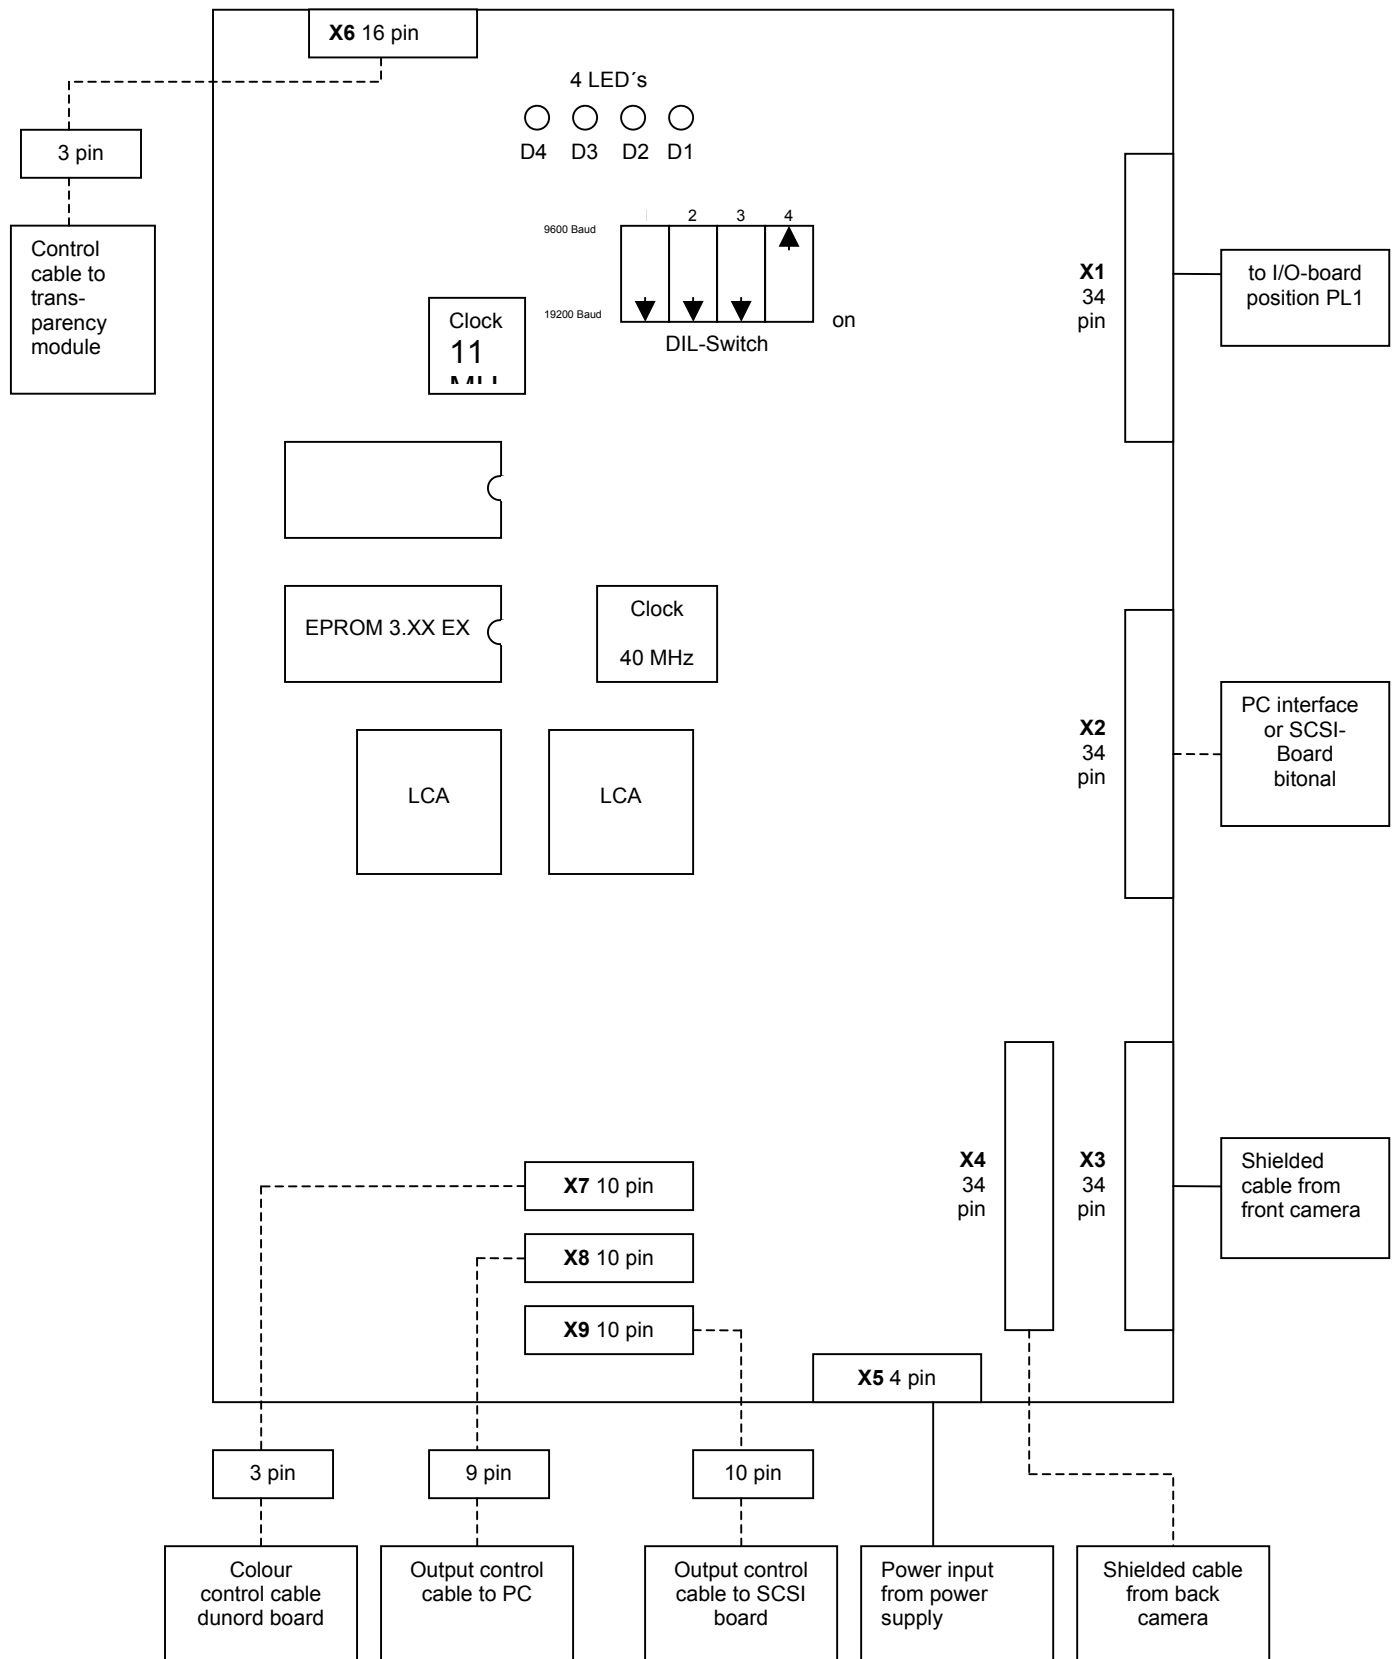 X6 16 pin
4 LED´s
D4 D3 D2 D1
3 pin
Control
cable to
trans-
parency
module
2 3 4
9600 Baud
19200 Baud
on
DIL-Switch
Clock
11
X1
34
pin
to I/O-board
position PL1
EPROM 3.XX EX
Clock
40 MHz
LCA
LCA
X2
34
pin
PC interface
or SCSI-
Board
bitonal
X4
34
pin
X3
34
pin
Shielded
cable from
front camera
X7 10 pin
X8 10 pin
X9 10 pin
X5 4 pin
3 pin
9 pin
10 pin
Colour
control cable
dunord board
Output control
cable to PC
Output control
cable to SCSI
board
Power input
from power
supply
Shielded cable
from back
camera